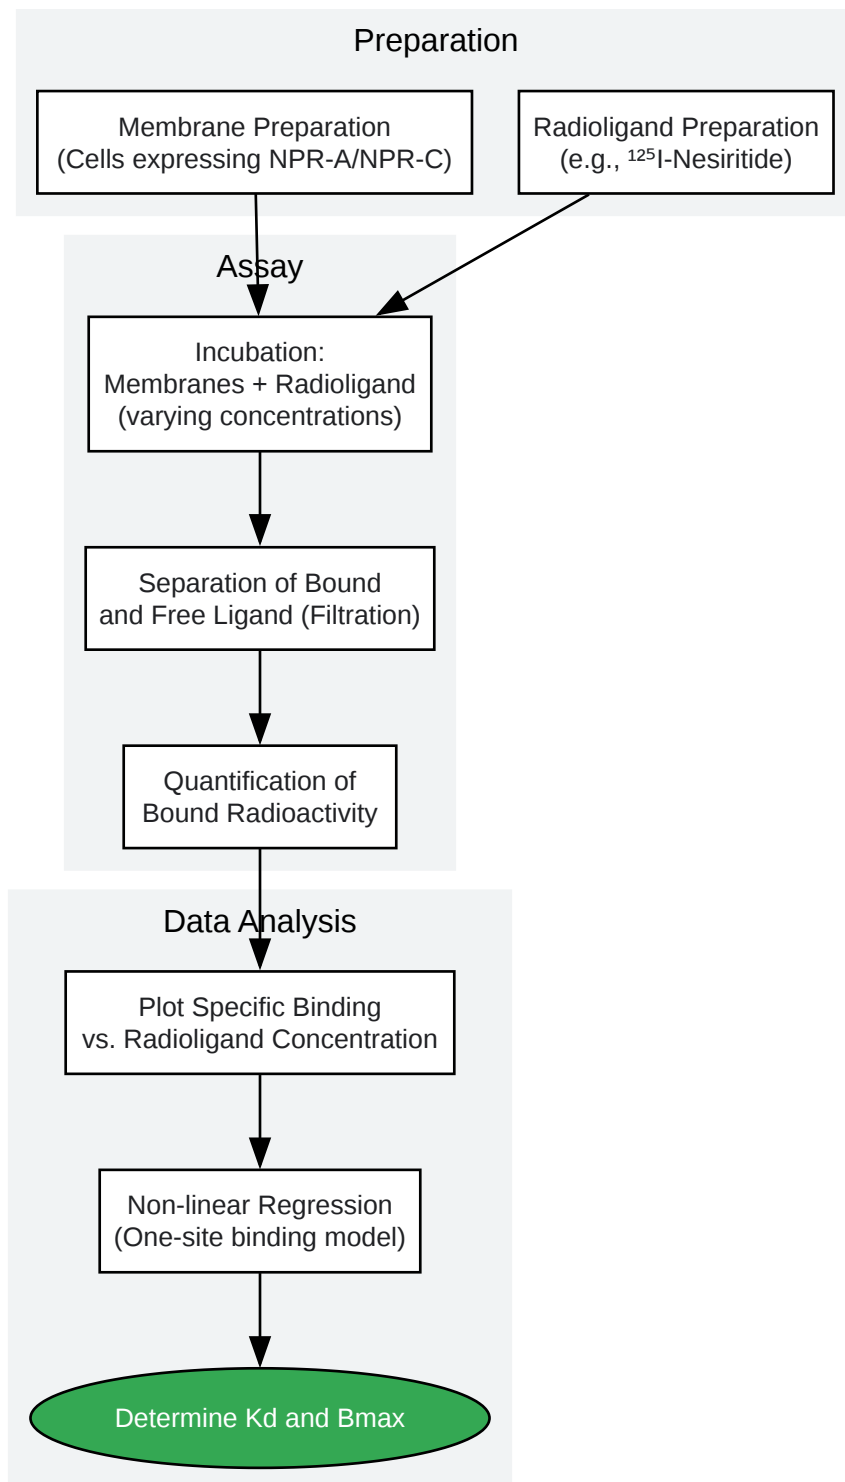 Preparation
Membrane Preparation
(Cells expressing NPR-A/NPR-C)
Radioligand Preparation
(e.g., ¹²⁵I-Nesiritide)
Assay
Incubation:
Membranes + Radioligand
(varying concentrations)
Separation of Bound
and Free Ligand (Filtration)
Quantification of
Bound Radioactivity
Data Analysis
Plot Specific Binding
vs. Radioligand Concentration
Non-linear Regression
(One-site binding model)
Determine Kd and Bmax